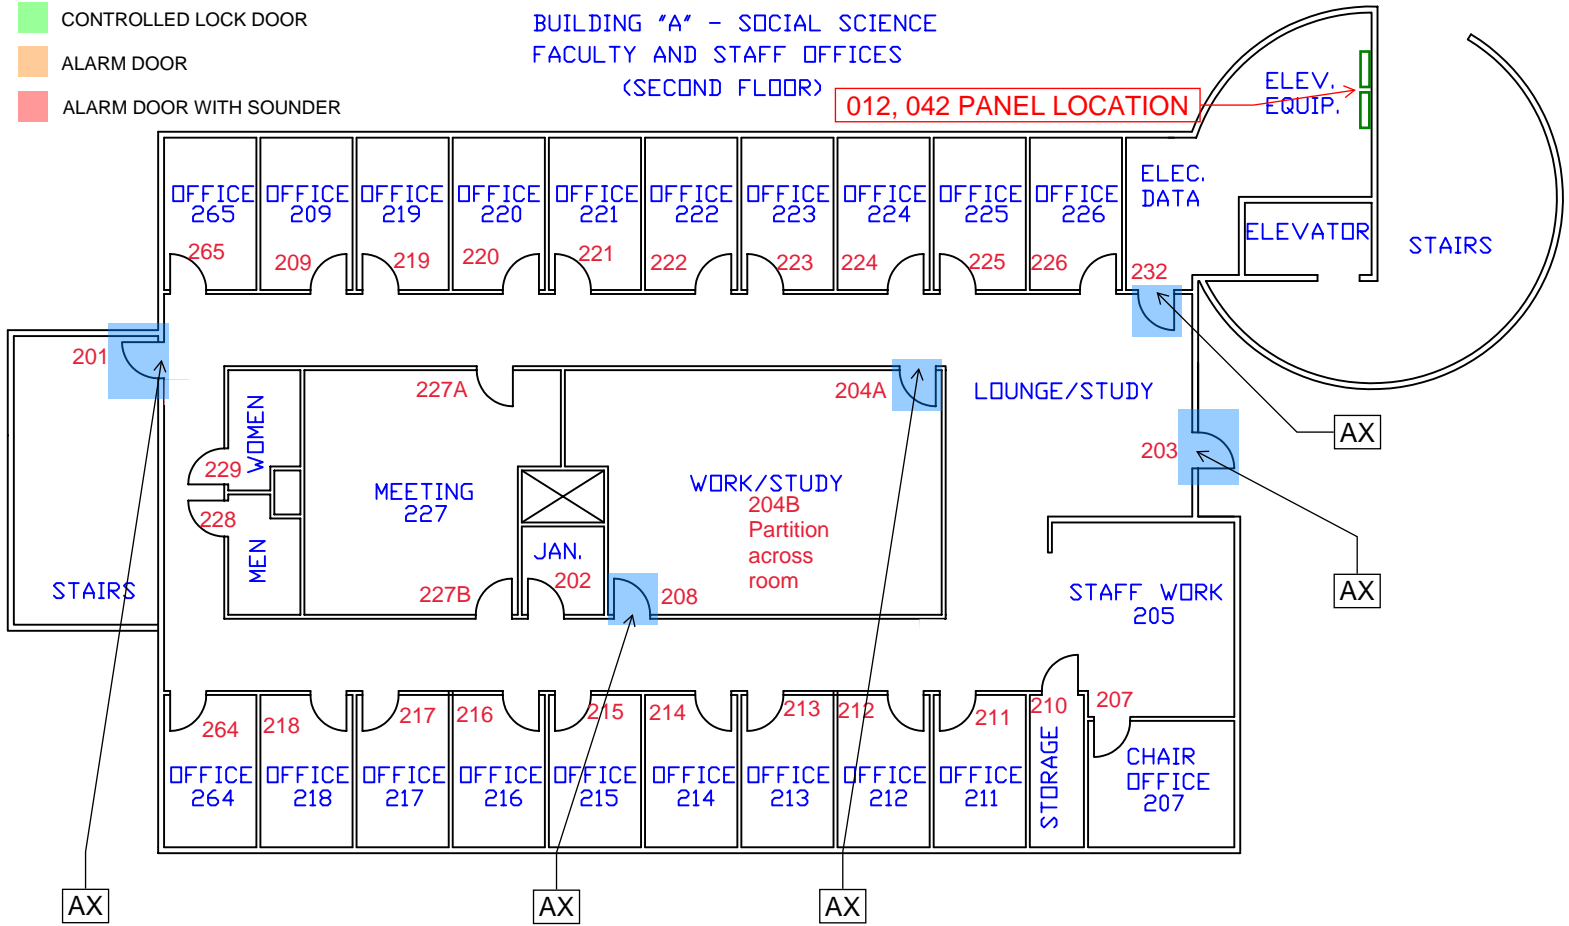 CONTROLLED LOCK DOOR
ALARM DOOR
ALARM DOOR WITH SOUNDER
BUILDING "A" - SOCIAL SCIENCE
FACULTY AND STAFF OFFICES
(SECOND FLOOR)
012, 042 PANEL LOCATION
ELEV.
EQUIP.
ELEC.
DATA
ELEVATOR
STAIRS
OFFICE
265
OFFICE
209
OFFICE
219
OFFICE
220
OFFICE
221
OFFICE
222
OFFICE
223
OFFICE
224
OFFICE
225
OFFICE
226
265
209
219
220
221
222
223
224
225
226
232
201
227A
204A
LOUNGE/STUDY
AX
203
WOMEN
229
228
MEN
MEETING
227
WORK/STUDY
204B
Partition
across
room
JAN.
202
227B
208
STAIRS
STAFF WORK
205
AX
264
218
217
216
215
214
213
212
211
210
207
OFFICE
264
OFFICE
218
OFFICE
217
OFFICE
216
OFFICE
215
OFFICE
214
OFFICE
213
OFFICE
212
OFFICE
211
STORAGE
CHAIR
OFFICE
207
AX
AX
AX